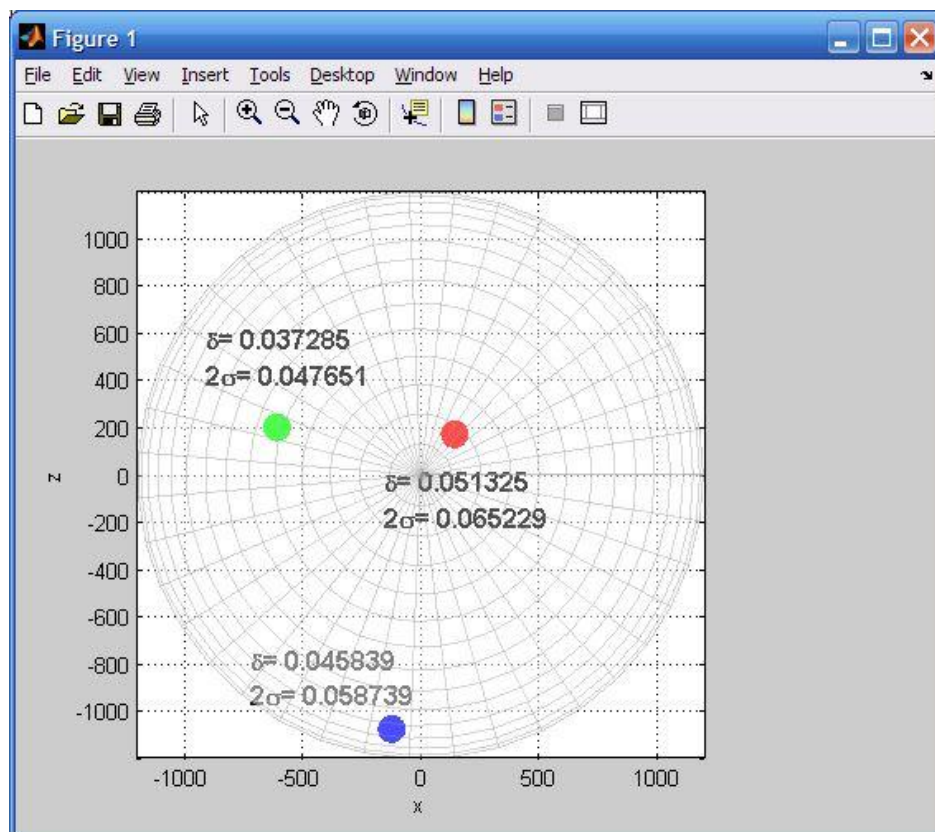 Figure 1
File Edit View Insert Tools Desktop Window Help
1000
800
600
400
200
0
-200
-400
-600
-800
-1000
z
δ= 0.037285
2σ= 0.047651
δ= 0.051325
2σ= 0.065229
δ= 0.045839
2σ= 0.058739
-1000 -500 0 500 1000
x